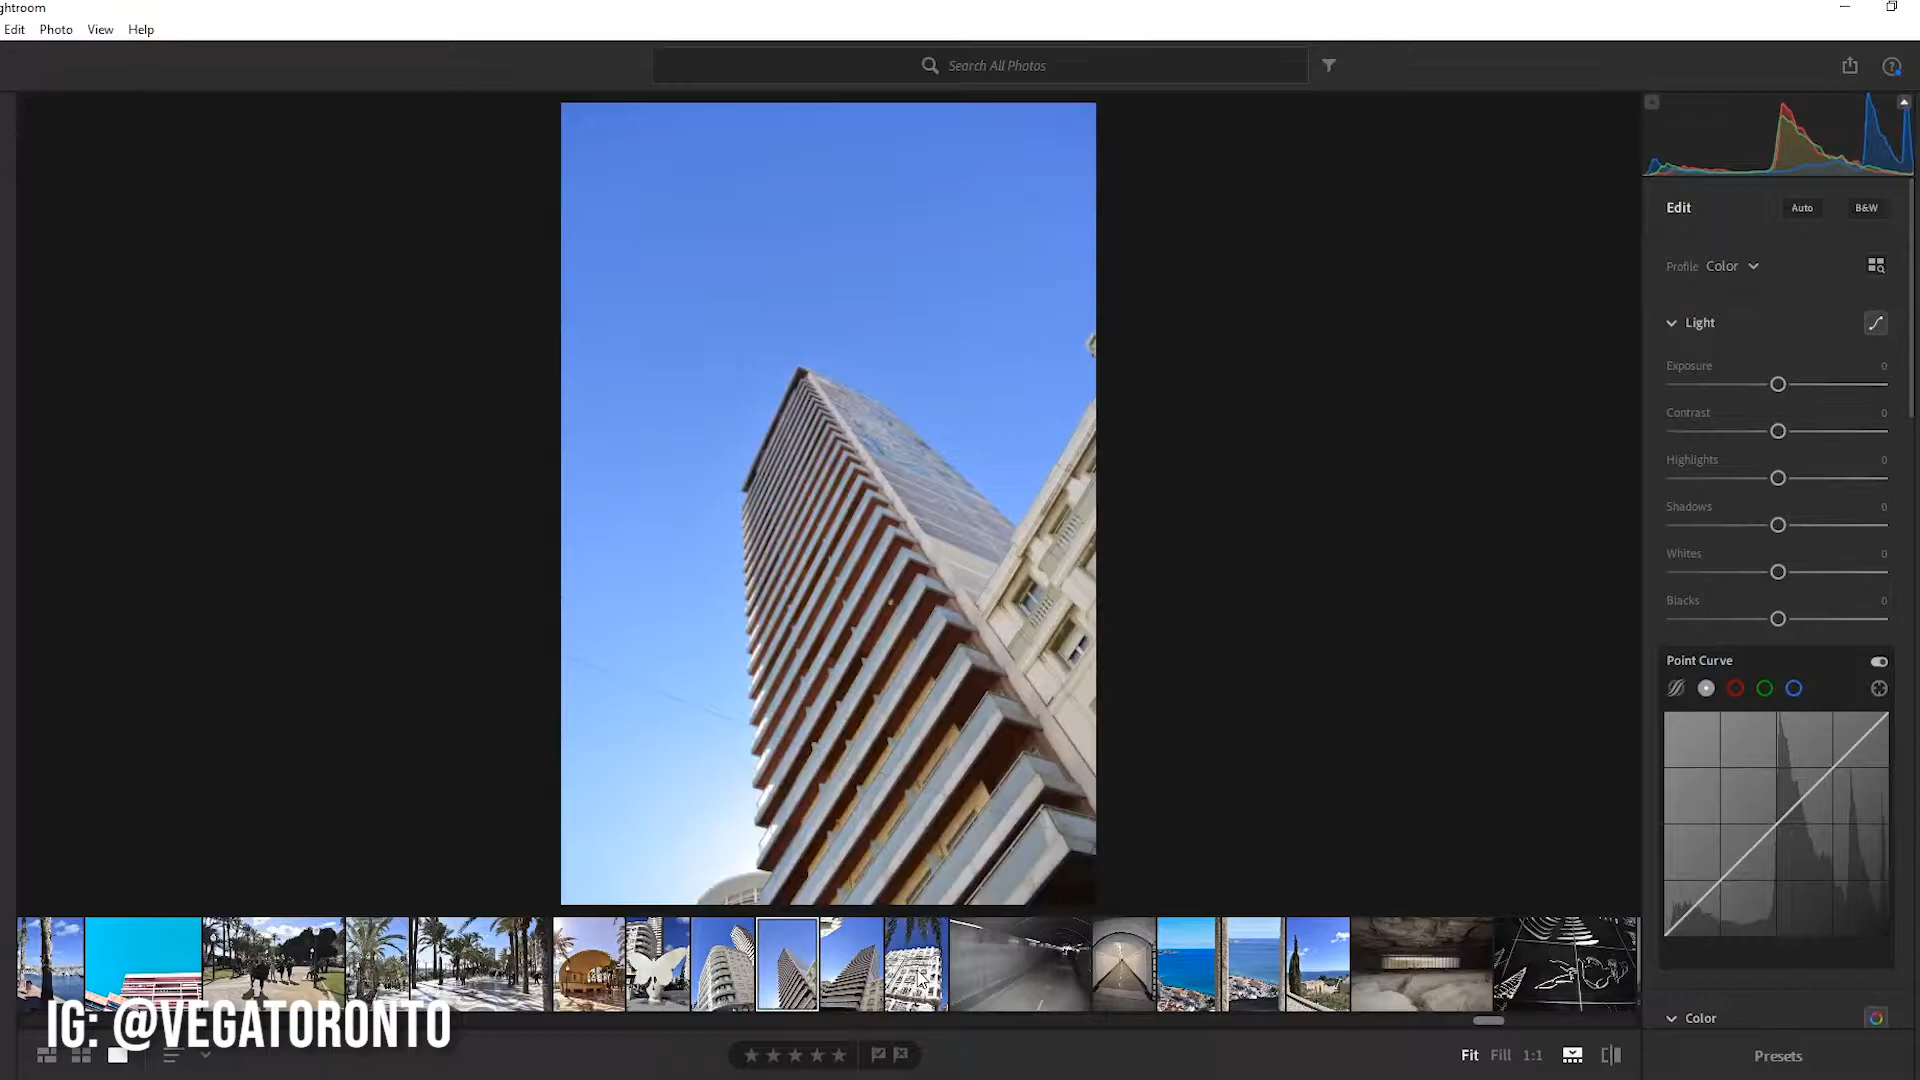 ghtroom
Edit Photo View Help
Search All Photos
Edit Auto B&W
Profile Color
Light
Exposure 0
Contrast 0
Highlights 0
Shadows 0
Whites 0
Blacks 0
Point Curve
Color
IG: @VEGATORONTO
Fit Fill 1:1
Presets